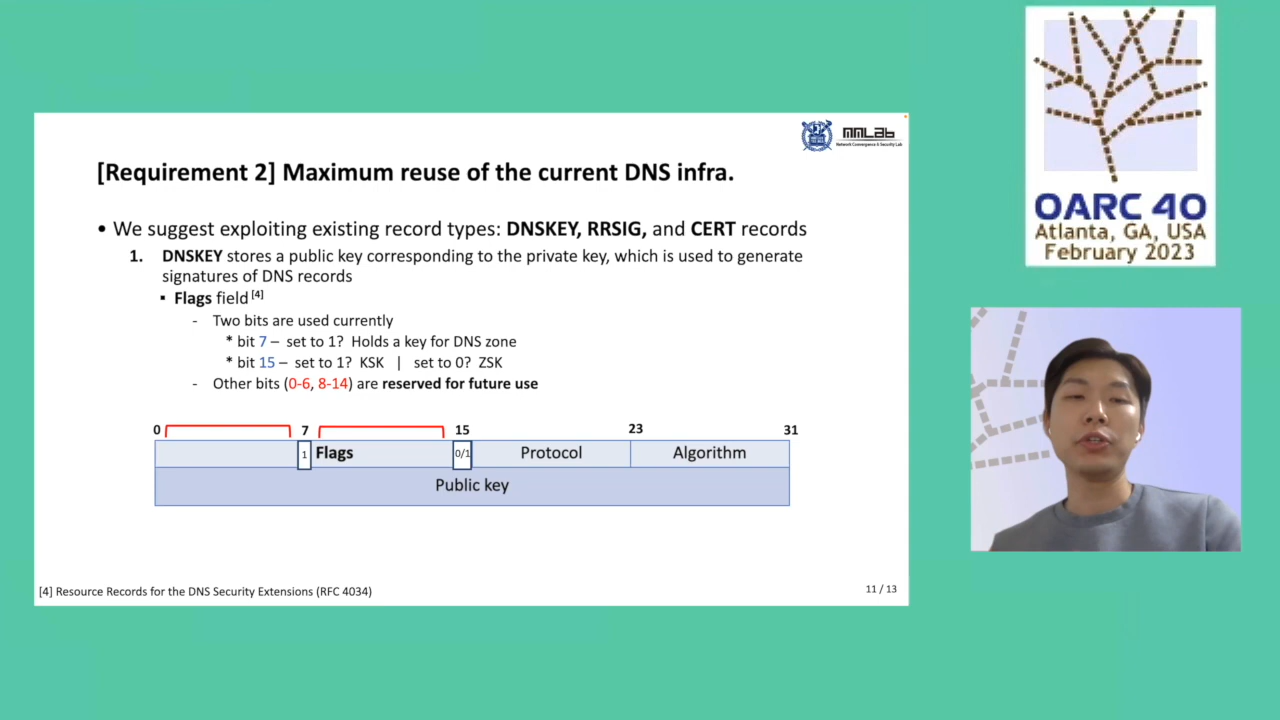 MMLab
Network Convergence & Security Lab
[Requirement 2] Maximum reuse of the current DNS infra.
• We suggest exploiting existing record types: DNSKEY, RRSIG, and CERT records
1. DNSKEY stores a public key corresponding to the private key, which is used to generate
signatures of DNS records
▪ Flags field [4]
- Two bits are used currently
* bit 7 – set to 1? Holds a key for DNS zone
* bit 15 – set to 1? KSK | set to 0? ZSK
- Other bits (0-6, 8-14) are reserved for future use
0 7 15 23 31
1 Flags 0/1 Protocol Algorithm
Public key
[4] Resource Records for the DNS Security Extensions (RFC 4034)
11 / 13
OARC 40
Atlanta, GA, USA
February 2023